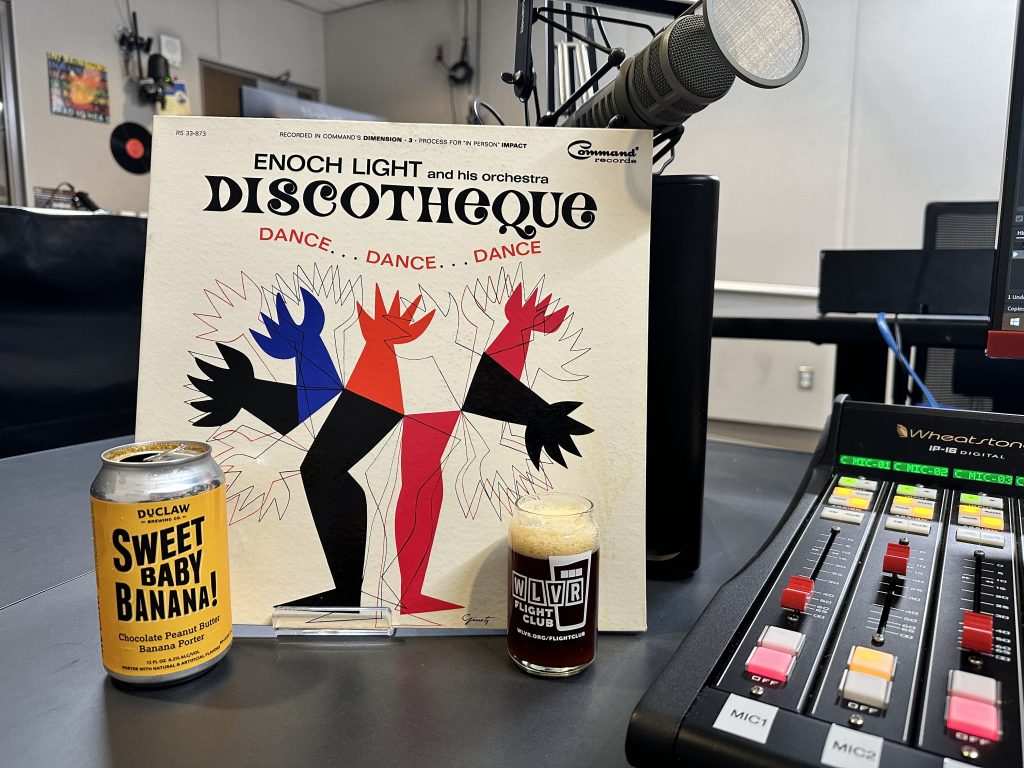 RS 33-873
RECORDED IN COMMAND'S DIMENSION • 3 • PROCESS FOR "IN PERSON" IMPACT
Command
records
ENOCH LIGHT and his orchestra
DISCOTHEQUE
DANCE... DANCE... DANCE
DUCLAW
BREWING CO.
SWEET
BABY
BANANA!
Chocolate Peanut Butter
Banana Porter
12 FL OZ 6.2% ALC/VOL
PORTER WITH NATURAL & ARTIFICIAL FLAVORS
WLVR
FLIGHT
CLUB
WLVR.ORG/FLIGHTCLUB
Wheatstone
IP-16 DIGITAL
C MIC-01 C MIC-02 C MIC-03
OFF
OFF
OFF
MIC1
MIC2